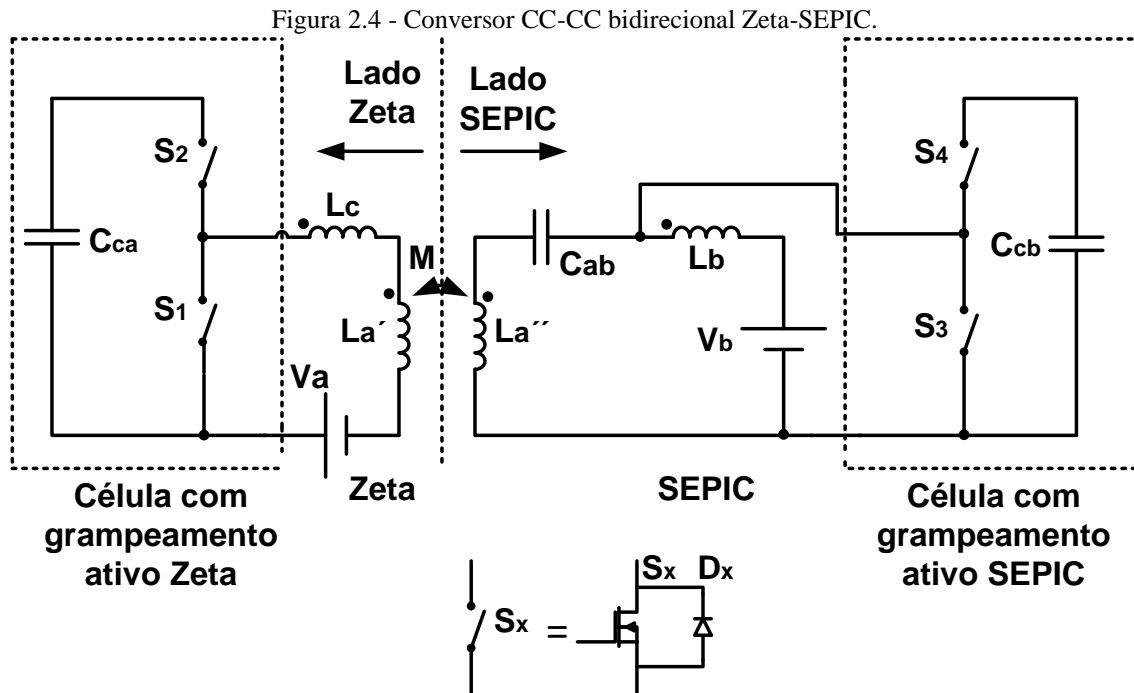 Figura 2.4 - Conversor CC-CC bidirecional Zeta-SEPIC.
Lado
Zeta
Lado
SEPIC
S2
S1
Cca
Lc
M
La´
Va
La´´
Cab
Lb
Vb
S4
S3
Ccb
Zeta
SEPIC
Célula com
grampeamento
ativo Zeta
Célula com
grampeamento
ativo SEPIC
Sx
=
Sx
Dx